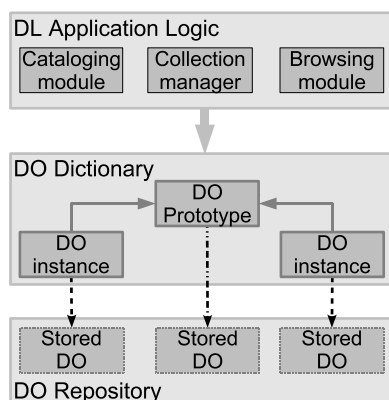 DL Application Logic
Cataloging module
Collection manager
Browsing module
DO Dictionary
DO Prototype
DO instance
DO instance
Stored DO
Stored DO
Stored DO
DO Repository